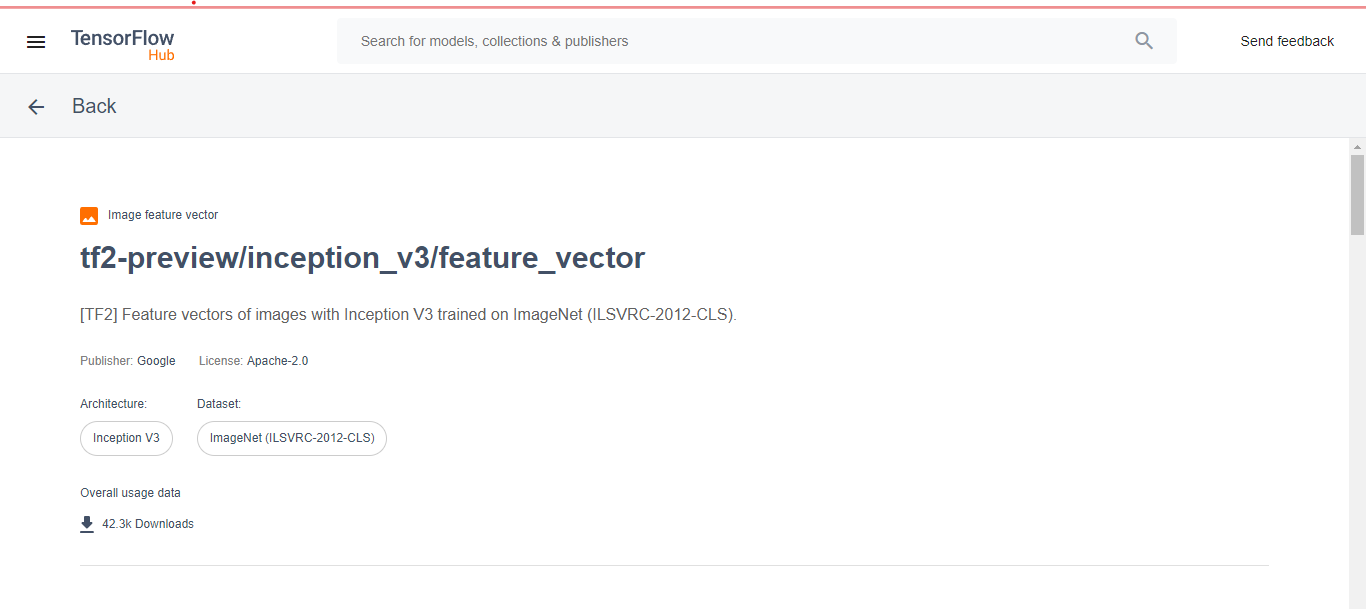 TensorFlow
Hub
Search for models, collections & publishers
Send feedback
Back
Image feature vector
tf2-preview/inception_v3/feature_vector
[TF2] Feature vectors of images with Inception V3 trained on ImageNet (ILSVRC-2012-CLS).
Publisher: Google License: Apache-2.0
Architecture: Dataset:
Inception V3 ImageNet (ILSVRC-2012-CLS)
Overall usage data
42.3k Downloads